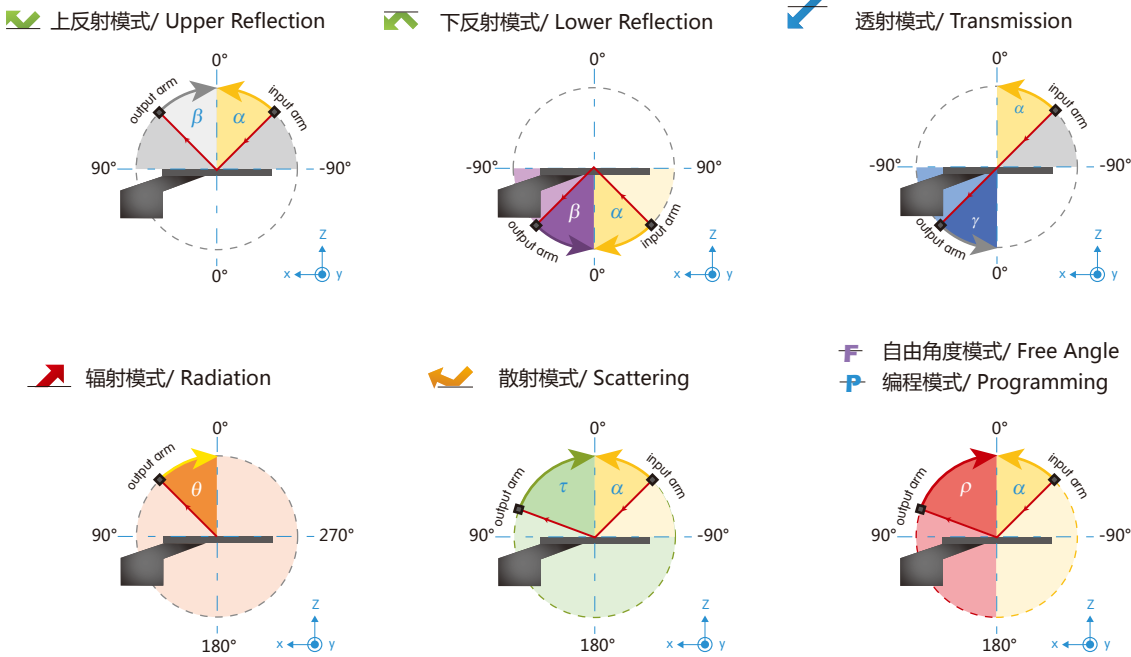 上反射模式/ Upper Reflection
0°
output arm
input arm
β
α
90°
-90°
0°
Z
x
y
下反射模式/ Lower Reflection
-90°
90°
β
α
output arm
input arm
0°
Z
x
y
透射模式/ Transmission
0°
α
input arm
-90°
-90°
γ
output arm
0°
Z
x
y
辐射模式/ Radiation
0°
output arm
θ
90°
270°
180°
Z
x
y
散射模式/ Scattering
0°
output arm
input arm
τ
α
90°
-90°
180°
Z
x
y
F 自由角度模式/ Free Angle
P 编程模式/ Programming
0°
output arm
input arm
ρ
α
90°
-90°
180°
Z
x
y